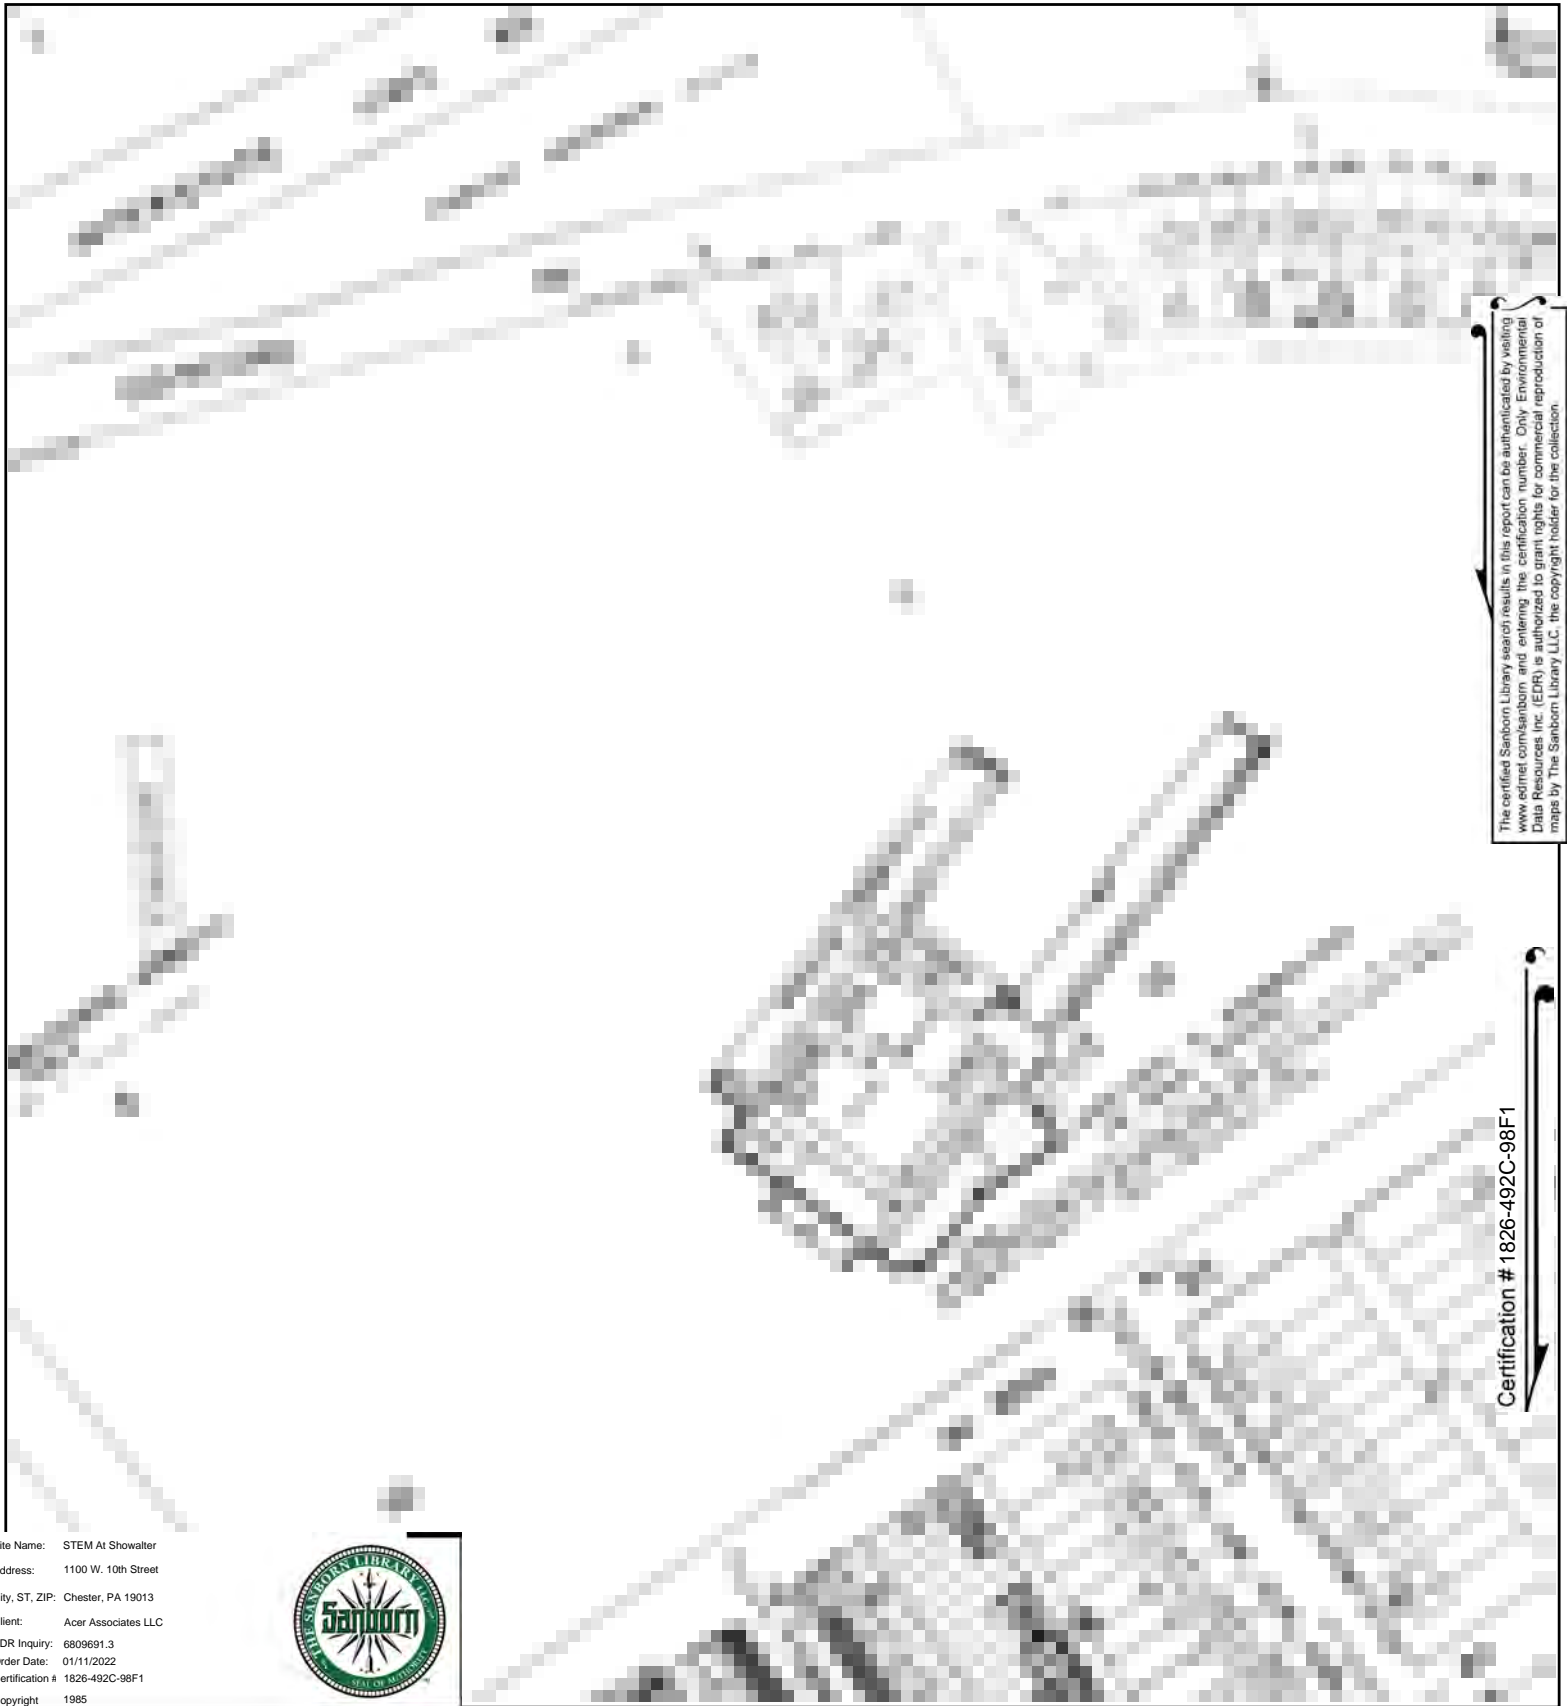 The certified Sanborn Library search results in this report can be authenticated by visiting
www.edrnet.com/sanborn and entering the certification number. Only Environmental
Data Resources Inc. (EDR) is authorized to grant rights for commercial reproduction of
maps by The Sanborn Library LLC, the copyright holder for the collection.
Certification # 1826-492C-98F1
ite Name: STEM At Showalter
ddress: 1100 W. 10th Street
ity, ST, ZIP: Chester, PA 19013
lient: Acer Associates LLC
DR Inquiry: 6809691.3
rder Date: 01/11/2022
ertification # 1826-492C-98F1
opyright 1985
THE SANBORN LIBRARY, LLC
Sanborn
SEAL OF AUTHORITY